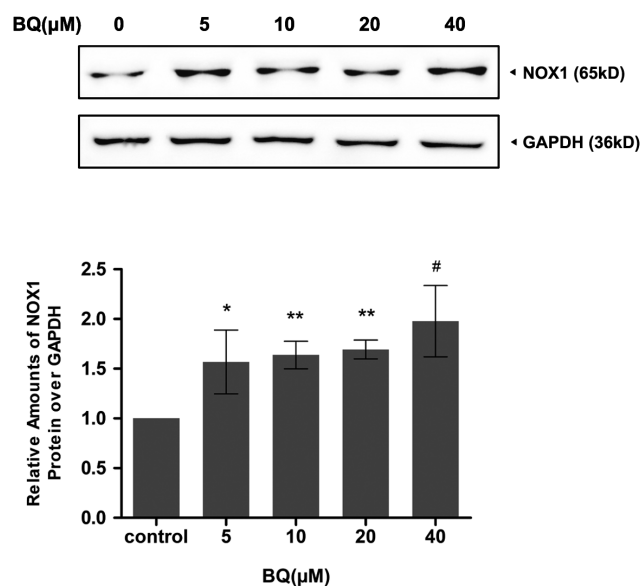 BQ(μM) 0 5 10 20 40
◂ NOX1 (65kD)
◂ GAPDH (36kD)
Relative Amounts of NOX1
Protein over GAPDH
2.5
2.0
1.5
1.0
0.5
0.0
* ** ** #
control 5 10 20 40
BQ(μM)